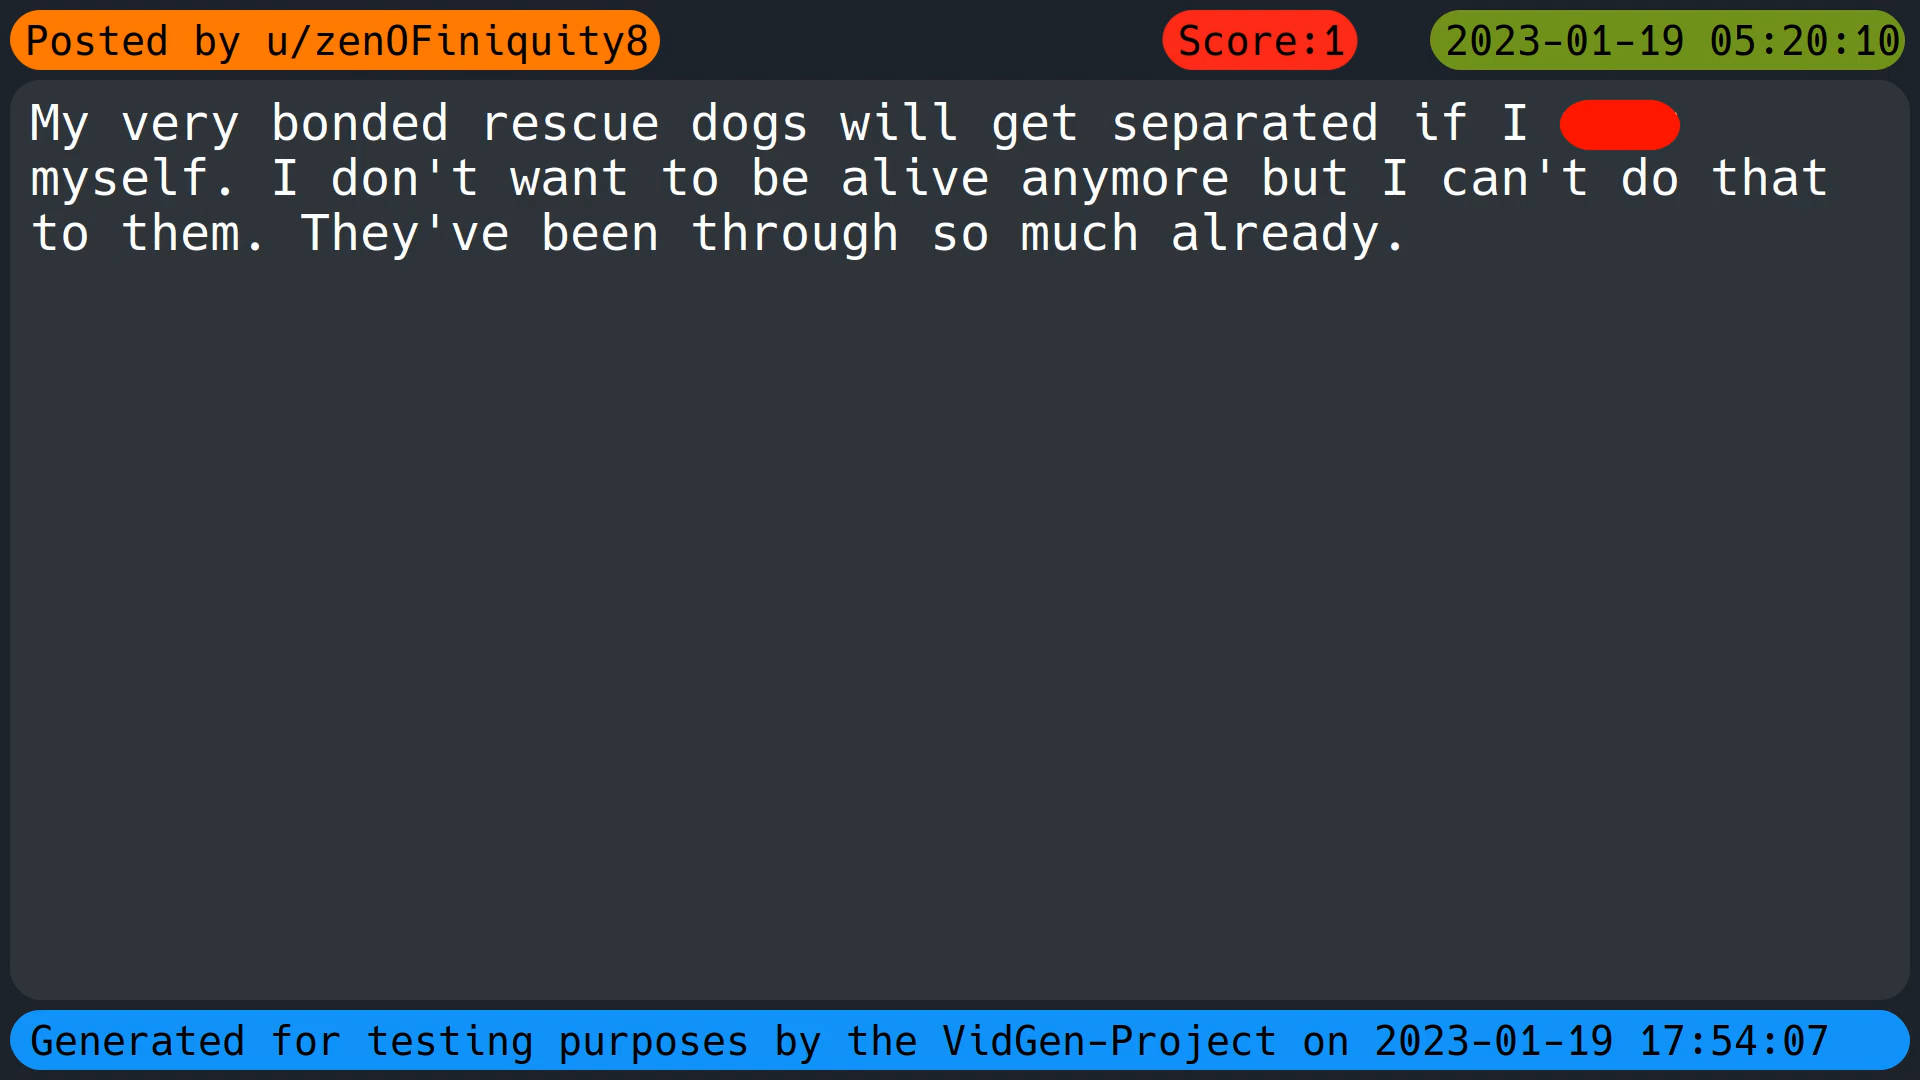 Posted by u/zenOFiniquity8
Score:1
2023-01-19 05:20:10
My very bonded rescue dogs will get separated if I
myself. I don't want to be alive anymore but I can't do that
to them. They've been through so much already.
Generated for testing purposes by the VidGen-Project on 2023-01-19 17:54:07